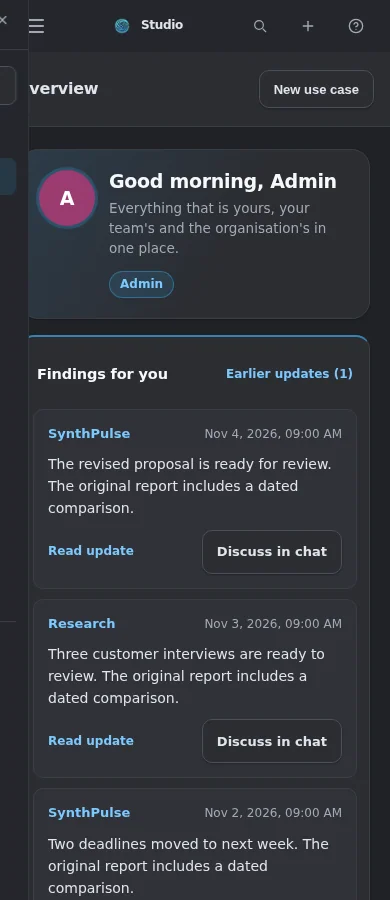 Studio
verview
New use case
A
Good morning, Admin
Everything that is yours, your
team's and the organisation's in
one place.
Admin
Findings for you
Earlier updates (1)
SynthPulse
Nov 4, 2026, 09:00 AM
The revised proposal is ready for review.
The original report includes a dated
comparison.
Read update
Discuss in chat
Research
Nov 3, 2026, 09:00 AM
Three customer interviews are ready to
review. The original report includes a
dated comparison.
Read update
Discuss in chat
SynthPulse
Nov 2, 2026, 09:00 AM
Two deadlines moved to next week. The
original report includes a dated
comparison.